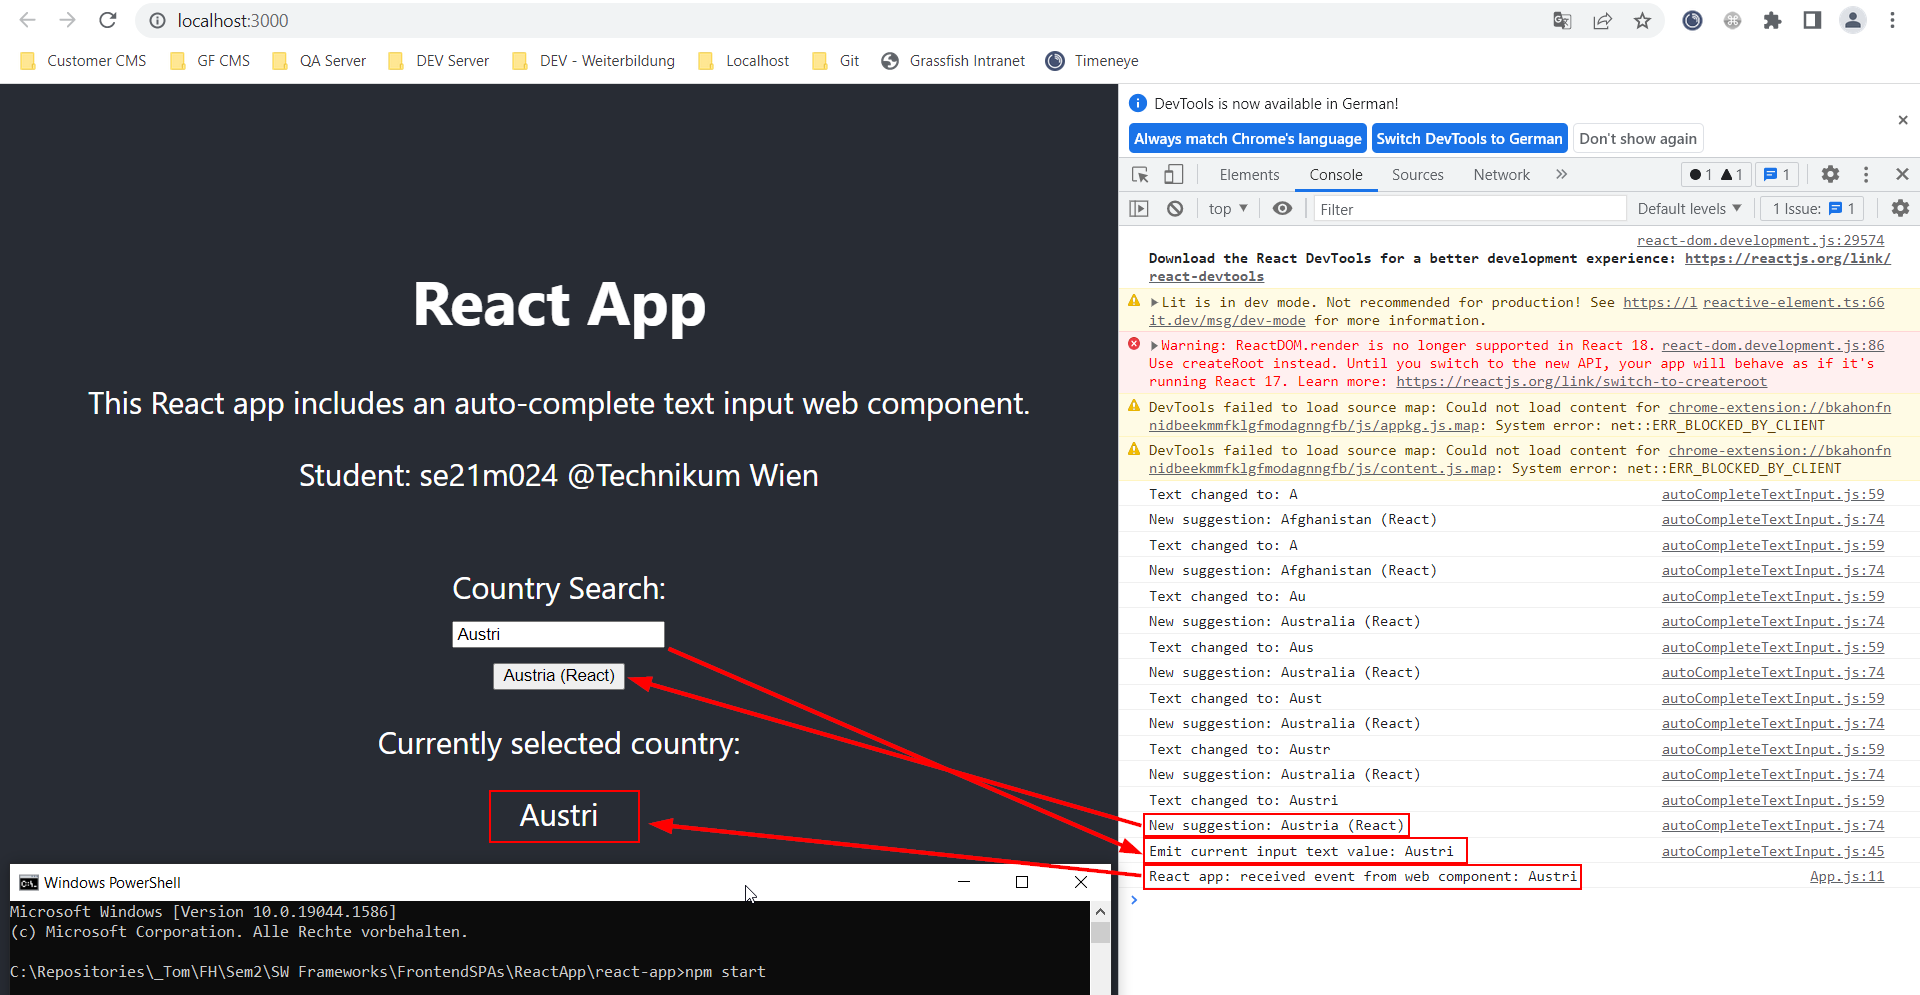 localhost:3000
Customer CMS GF CMS QA Server DEV Server DEV - Weiterbildung Localhost Git Grassfish Intranet Timeneye
React App
This React app includes an auto-complete text input web component.
Student: se21m024 @Technikum Wien
Country Search:
Austri
Austria (React)
Currently selected country:
Austri
Windows PowerShell
Microsoft Windows [Version 10.0.19044.1586]
(c) Microsoft Corporation. Alle Rechte vorbehalten.
C:\Repositories\_Tom\FH\Sem2\SW Frameworks\FrontendSPAs\ReactApp\react-app>npm start
DevTools is now available in German!
Always match Chrome's language Switch DevTools to German Don't show again
Elements Console Sources Network » 1 1 1
top Filter Default levels 1 Issue: 1
react-dom.development.js:29574
Download the React DevTools for a better development experience: https://reactjs.org/link/
react-devtools
Lit is in dev mode. Not recommended for production! See https://l reactive-element.ts:66
it.dev/msg/dev-mode for more information.
Warning: ReactDOM.render is no longer supported in React 18. react-dom.development.js:86
Use createRoot instead. Until you switch to the new API, your app will behave as if it's
running React 17. Learn more: https://reactjs.org/link/switch-to-createroot
DevTools failed to load source map: Could not load content for chrome-extension://bkahonfn
nidbeekmmfklgfmodagnngfb/js/appkg.js.map: System error: net::ERR_BLOCKED_BY_CLIENT
DevTools failed to load source map: Could not load content for chrome-extension://bkahonfn
nidbeekmmfklgfmodagnngfb/js/content.js.map: System error: net::ERR_BLOCKED_BY_CLIENT
Text changed to: A autoCompleteTextInput.js:59
New suggestion: Afghanistan (React) autoCompleteTextInput.js:74
Text changed to: A autoCompleteTextInput.js:59
New suggestion: Afghanistan (React) autoCompleteTextInput.js:74
Text changed to: Au autoCompleteTextInput.js:59
New suggestion: Australia (React) autoCompleteTextInput.js:74
Text changed to: Aus autoCompleteTextInput.js:59
New suggestion: Australia (React) autoCompleteTextInput.js:74
Text changed to: Aust autoCompleteTextInput.js:59
New suggestion: Australia (React) autoCompleteTextInput.js:74
Text changed to: Austr autoCompleteTextInput.js:59
New suggestion: Australia (React) autoCompleteTextInput.js:74
Text changed to: Austri autoCompleteTextInput.js:59
New suggestion: Austria (React) autoCompleteTextInput.js:74
Emit current input text value: Austri autoCompleteTextInput.js:45
React app: received event from web component: Austri App.js:11